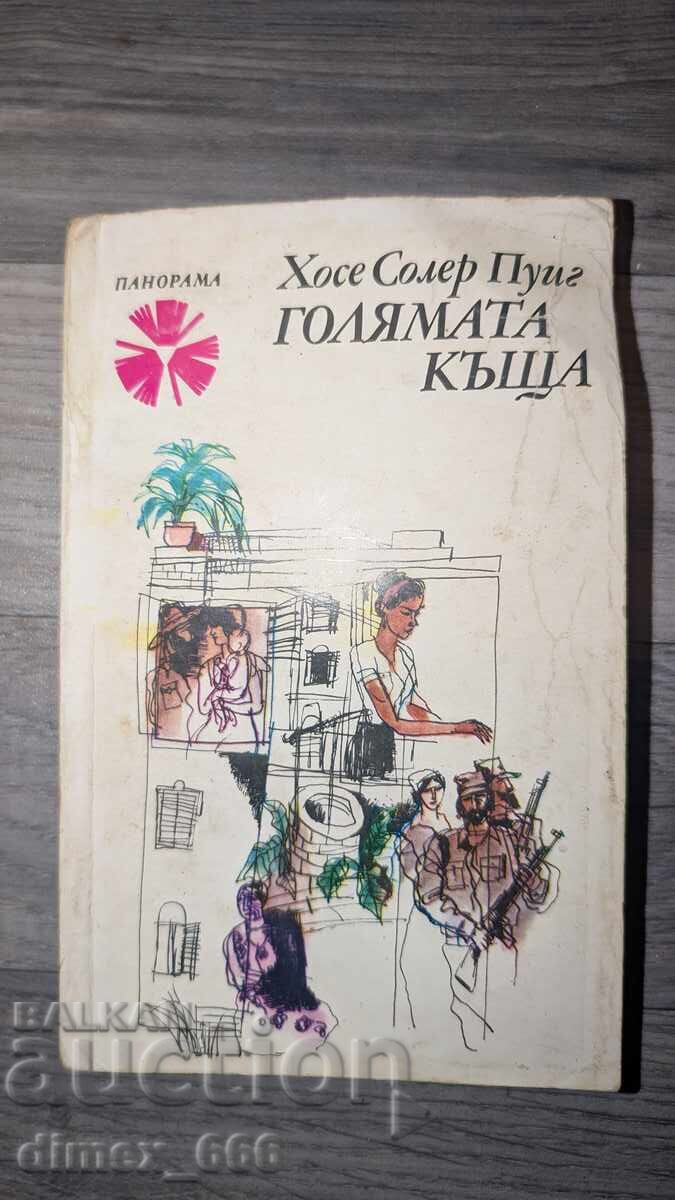 ПАНОРАМА
Хосе Солер Пуиг
ГОЛЯМАТА
КЪЩА
BALKAN
auction
dimex_666